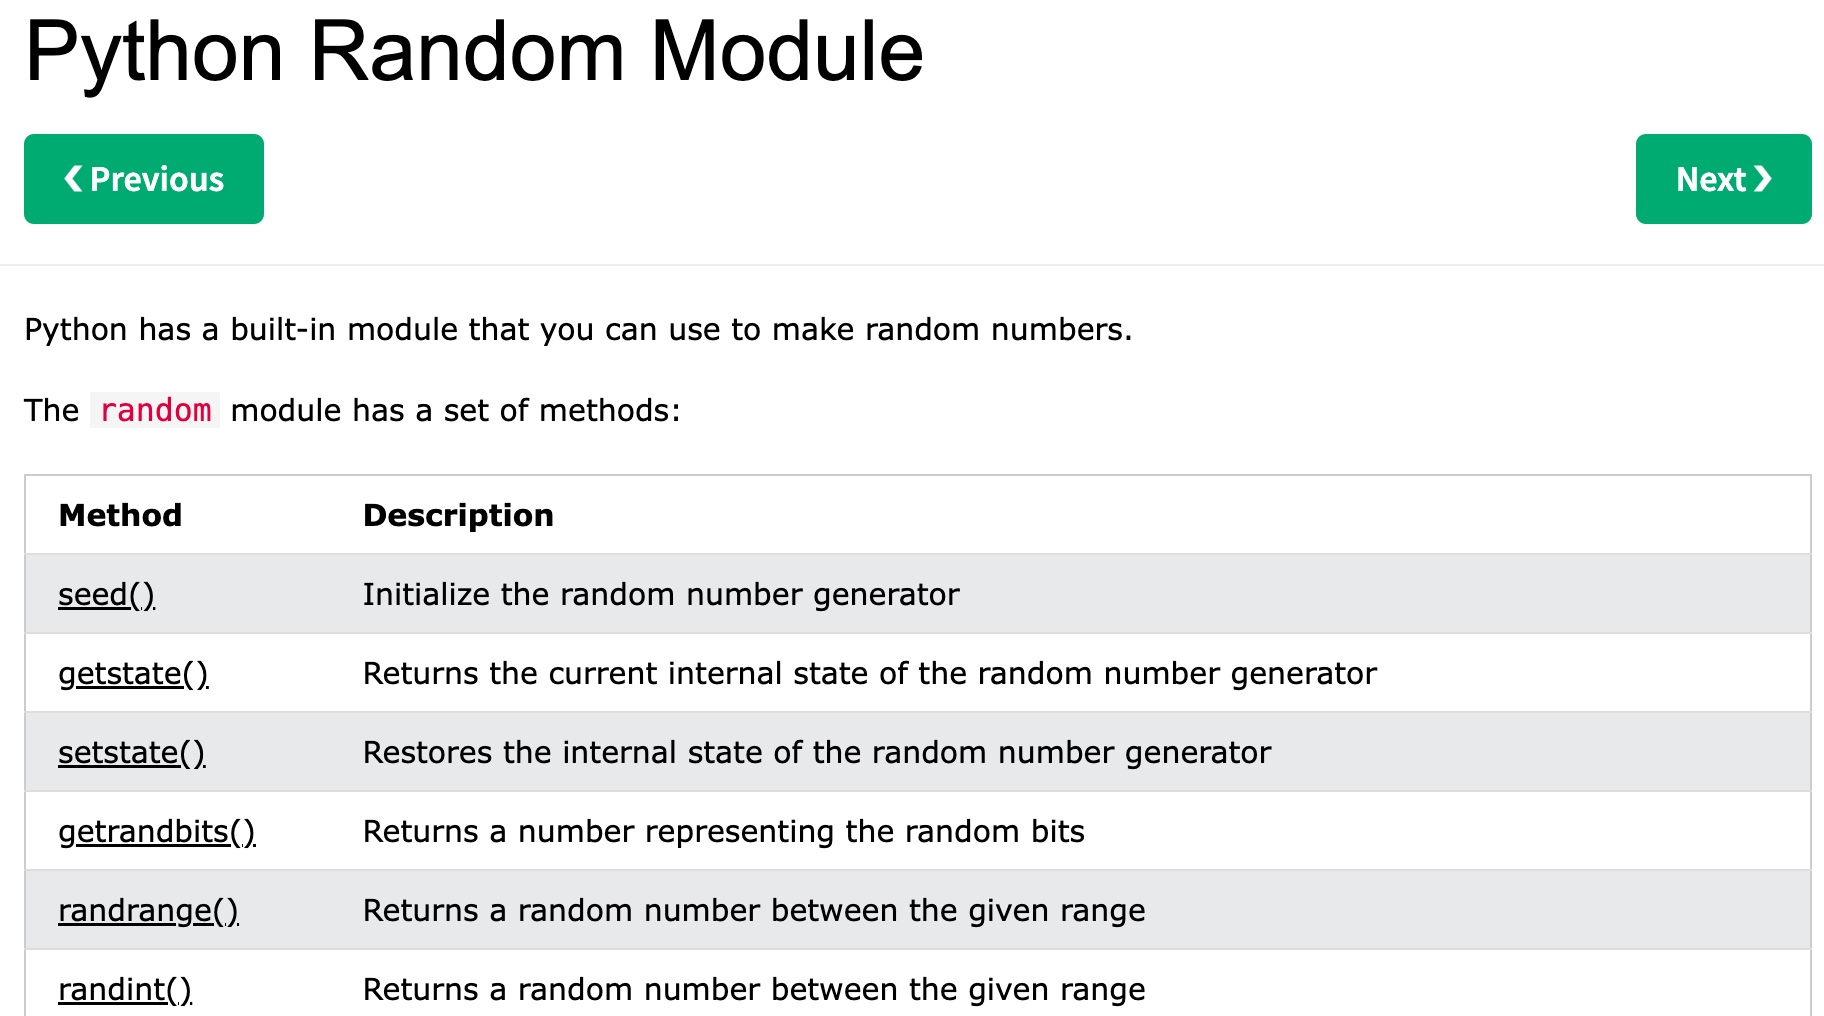 Python Random Module
❮ Previous
Next ❯
Python has a built-in module that you can use to make random numbers.
The random module has a set of methods:
Method Description
seed() Initialize the random number generator
getstate() Returns the current internal state of the random number generator
setstate() Restores the internal state of the random number generator
getrandbits() Returns a number representing the random bits
randrange() Returns a random number between the given range
randint() Returns a random number between the given range